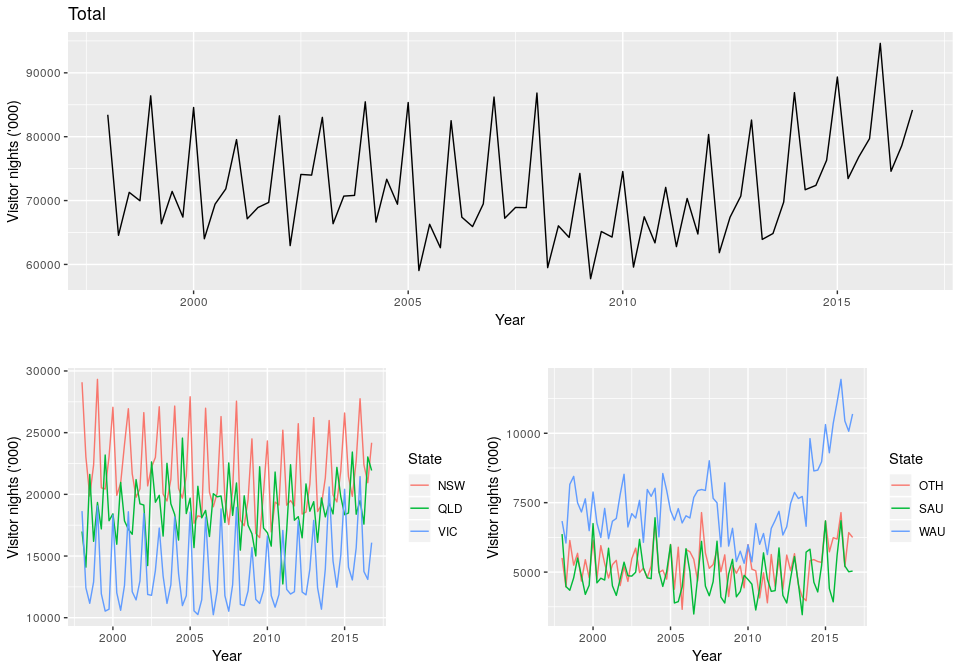 Total
Visitor nights ('000)
90000
80000
70000
60000
2000 2005 2010 2015
Year
Visitor nights ('000)
30000
25000
20000
15000
10000
2000 2005 2010 2015
Year
State
NSW
QLD
VIC
Visitor nights ('000)
10000
7500
5000
2000 2005 2010 2015
Year
State
OTH
SAU
WAU